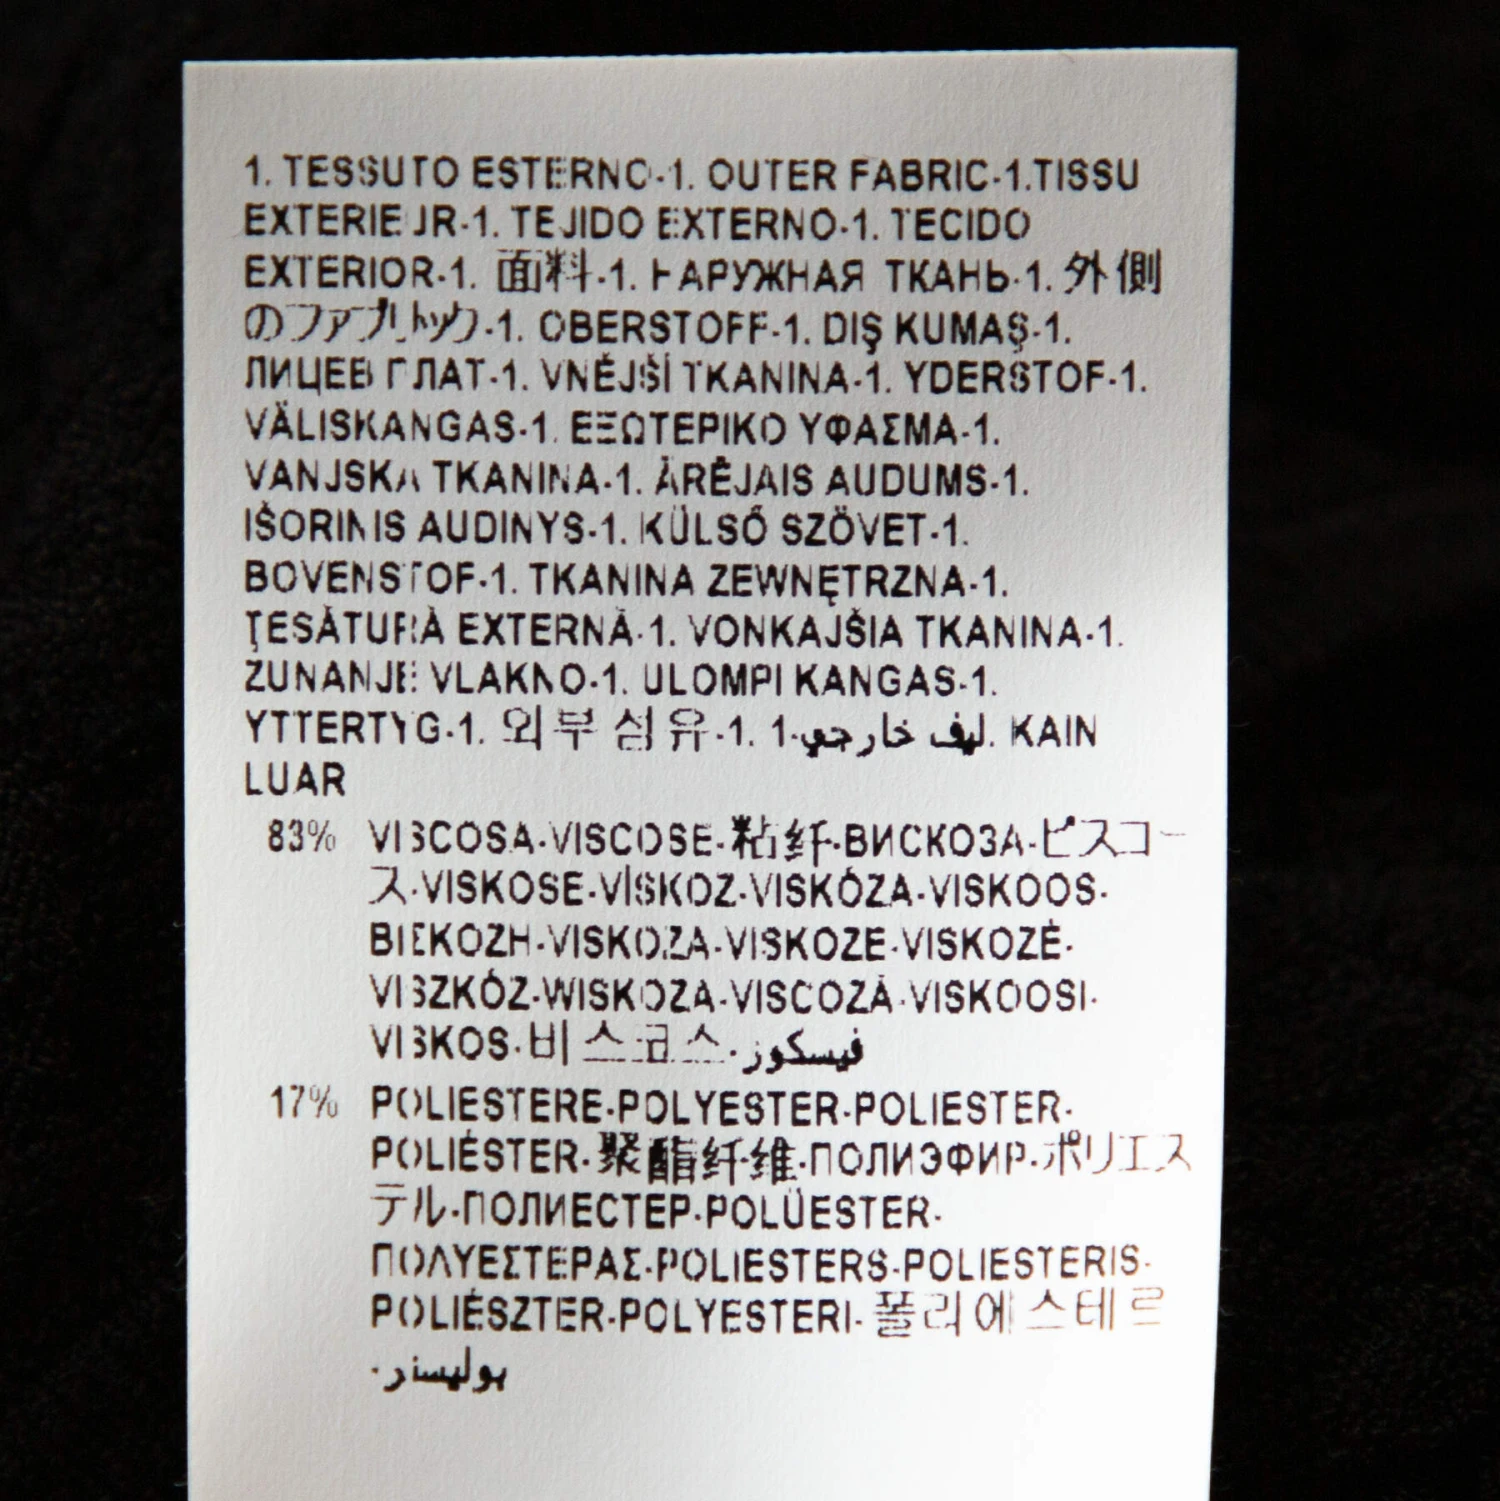 1. TESSUTO ESTERNO-1. OUTER FABRIC-1.TISSU
EXTERIEUR-1. TEJIDO EXTERNO-1. TECIDO
EXTERIOR-1. 面料-1. НАРУЖНАЯ ТКАНЬ-1. 外側
のファブリック-1. OBERSTOFF-1. DIŞ KUMAŞ-1.
ЛИЦЕВ ПЛАТ-1. VNĚJŠÍ TKANINA-1. YDERSTOF-1.
VÄLISKANGAS-1. ΕΞΩΤΕΡΙΚΟ ΥΦΑΣΜΑ-1.
VANJSKA TKANINA-1. ĀRĒJAIS AUDUMS-1.
IŠORINIS AUDINYS-1. KÜLSŐ SZÖVET-1.
BOVENSTOF-1. TKANINA ZEWNĘTRZNA-1.
ŢESĂTURĂ EXTERNĂ-1. VONKAJŠIA TKANINA-1.
ZUNANJE VLAKNO-1. ULOMPI KANGAS-1.
YTTERTYG-1. 외부 섬유-1. ليف خارجي-1. KAIN
LUAR
83% VISCOSA-VISCOSE-粘纤-ВИСКОЗА-ビスコー
ス-VISKOSE-VİSKOZ-VISKÓZA-VISKOOS-
ΒΙΣΚΟΖΗ-VISKOZA-VISKOZE-VISKOZĖ-
VISZKÓZ-WISKOZA-VISCOZĂ-VISKOOSI-
VISKOS-비스코스-فيسكوز
17% POLIESTERE-POLYESTER-POLIESTER-
POLIÉSTER-聚酯纤维-ПОЛИЭФИР-ポリエス
テル-ПОЛИЕСТЕР-POLÜESTER-
ΠΟΛΥΕΣΤΕΡΑΣ-POLIESTERS-POLIESTERIS-
POLIÉSZTER-POLYESTERI-폴리에스테르
-بوليستر